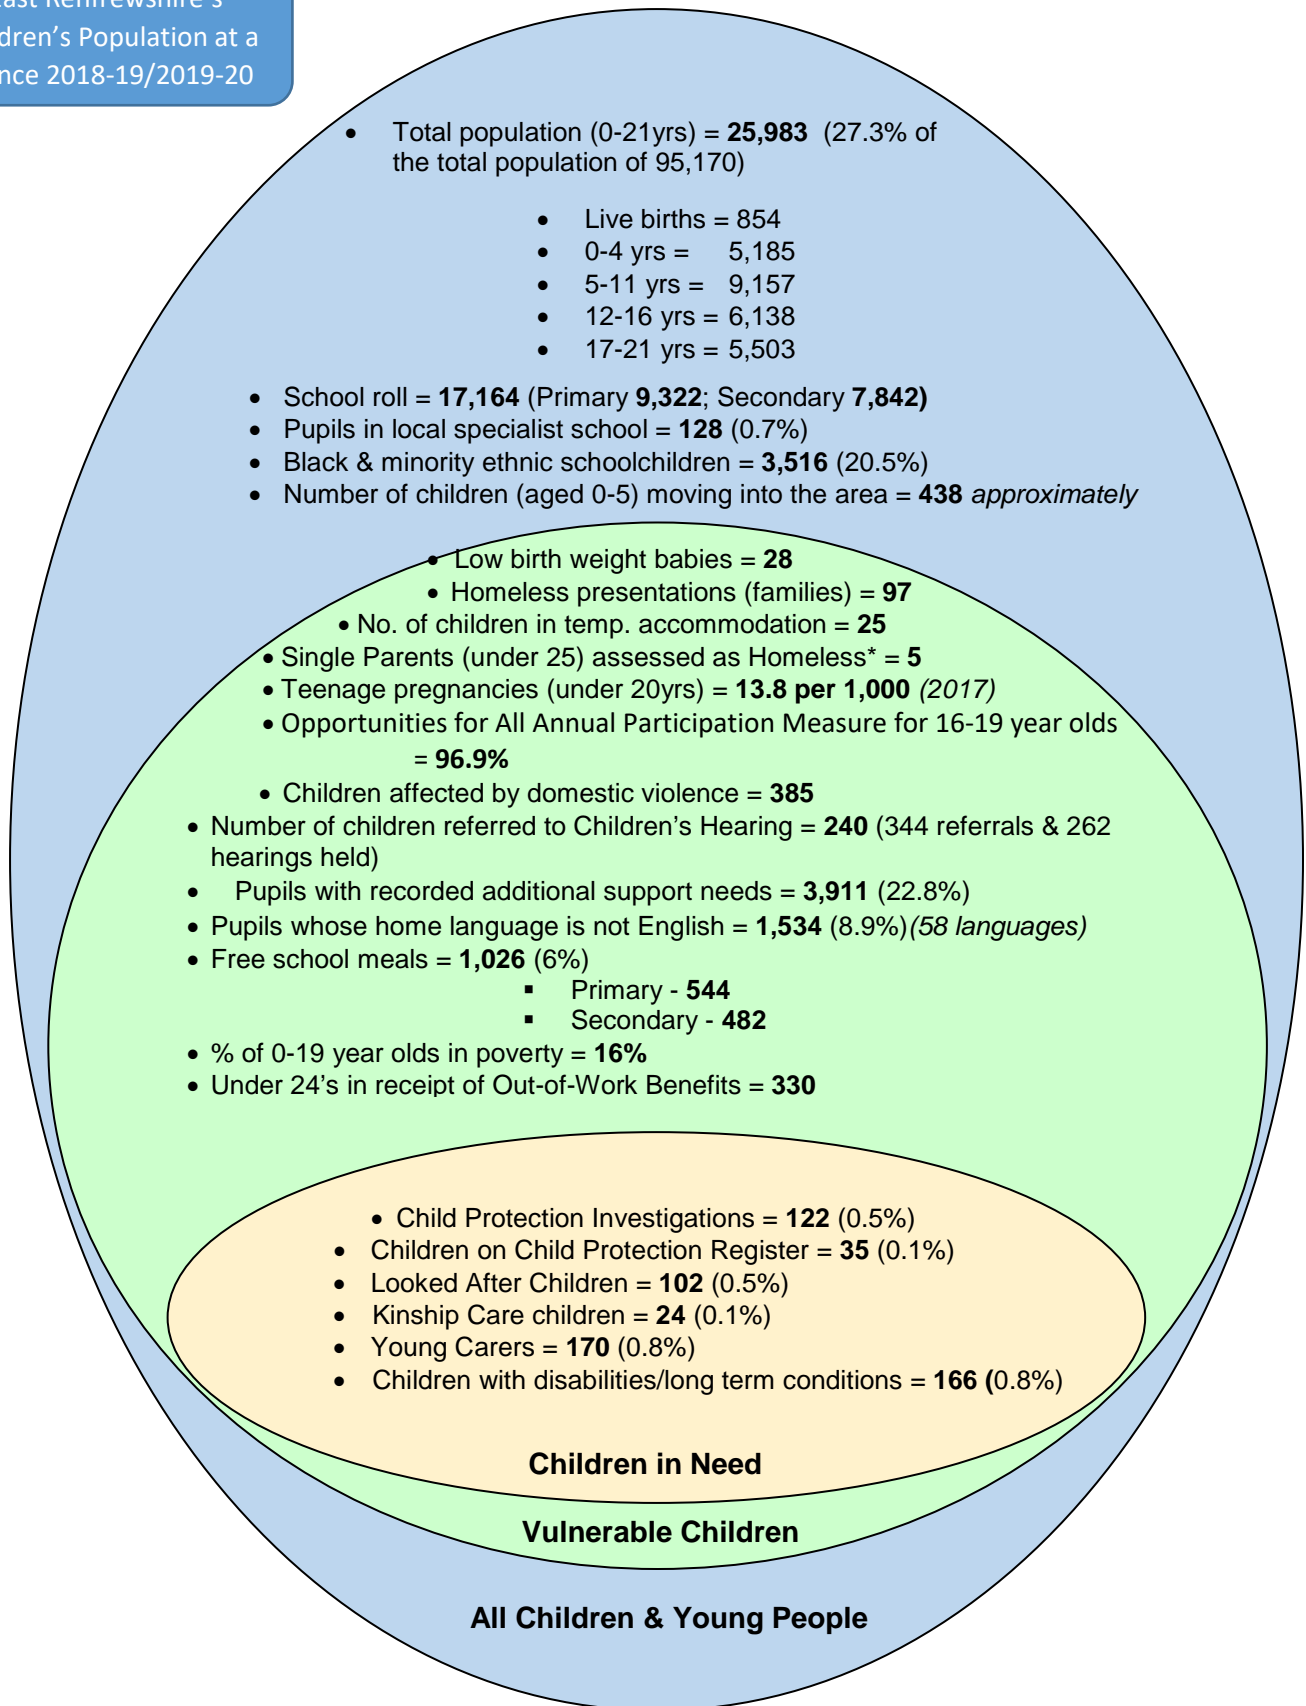 Renfrewshire's
Children's Population at a
Glance 2018-19/2019-20
• Total population (0-21yrs) = 25,983 (27.3% of
the total population of 95,170)
• Live births = 854
• 0-4 yrs = 5,185
• 5-11 yrs = 9,157
• 12-16 yrs = 6,138
• 17-21 yrs = 5,503
• School roll = 17,164 (Primary 9,322; Secondary 7,842)
• Pupils in local specialist school = 128 (0.7%)
• Black & minority ethnic schoolchildren = 3,516 (20.5%)
• Number of children (aged 0-5) moving into the area = 438 approximately
• Low birth weight babies = 28
• Homeless presentations (families) = 97
• No. of children in temp. accommodation = 25
• Single Parents (under 25) assessed as Homeless* = 5
• Teenage pregnancies (under 20yrs) = 13.8 per 1,000 (2017)
• Opportunities for All Annual Participation Measure for 16-19 year olds
= 96.9%
• Children affected by domestic violence = 385
• Number of children referred to Children's Hearing = 240 (344 referrals & 262
hearings held)
• Pupils with recorded additional support needs = 3,911 (22.8%)
• Pupils whose home language is not English = 1,534 (8.9%)(58 languages)
• Free school meals = 1,026 (6%)
▪ Primary - 544
▪ Secondary - 482
• % of 0-19 year olds in poverty = 16%
• Under 24's in receipt of Out-of-Work Benefits = 330
• Child Protection Investigations = 122 (0.5%)
• Children on Child Protection Register = 35 (0.1%)
• Looked After Children = 102 (0.5%)
• Kinship Care children = 24 (0.1%)
• Young Carers = 170 (0.8%)
• Children with disabilities/long term conditions = 166 (0.8%)
Children in Need
Vulnerable Children
All Children & Young People